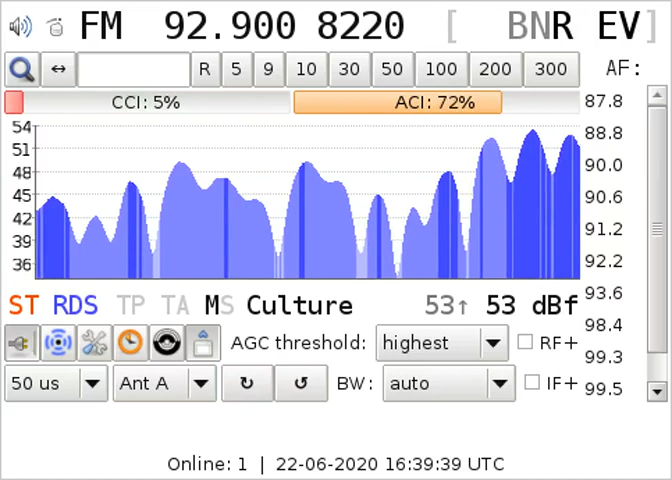 FM 92.900 8220 [ BNR EV]
↔ R 5 9 10 30 50 100 200 300 AF:
CCI: 5% ACI: 72% 87.8
54 88.8
51 90.0
48 90.6
45 91.2
42 92.2
39
36
ST RDS TP TA MS Culture 53↑ 53 dBf 93.6
98.4
AGC threshold: highest RF+ 99.3
50 us Ant A ↻ ↺ BW: auto IF+ 99.5
Online: 1 | 22-06-2020 16:39:39 UTC